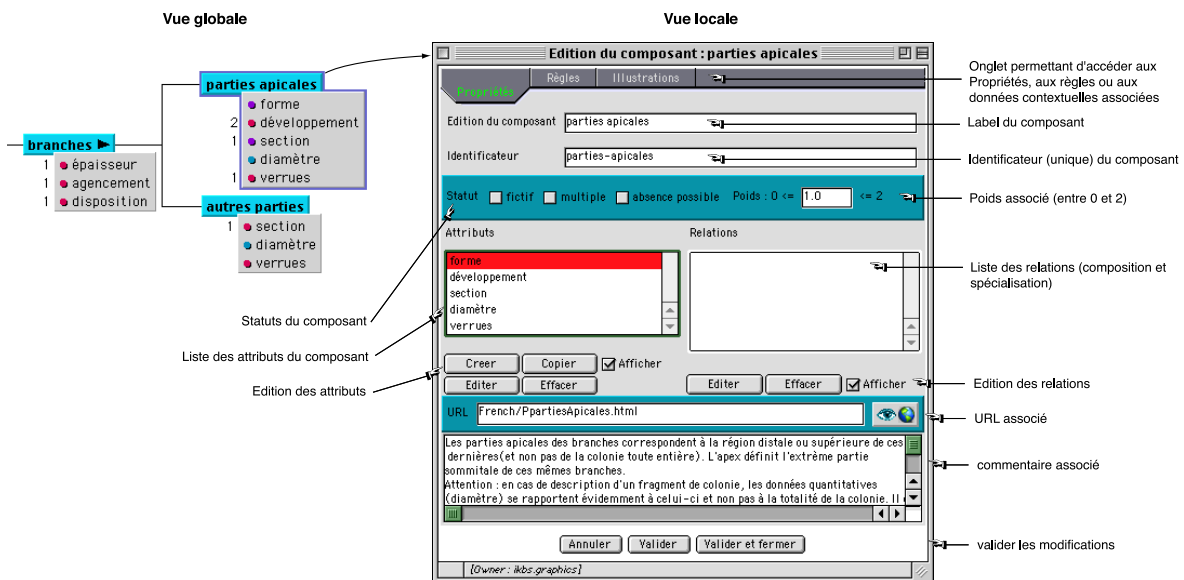 Vue globale
Vue locale
parties apicales
forme
2 développement
1 section
diamètre
1 verrues
branches
1 épaisseur
1 agencement
1 disposition
autres parties
1 section
diamètre
verrues
Edition du composant : parties apicales
Propriétés
Règles
Illustrations
Onglet permettant d'accéder aux
Propriétés, aux règles ou aux
données contextuelles associées
Edition du composant
parties apicales
Label du composant
Identificateur
parties-apicales
Identificateur (unique) du composant
Statut fictif multiple absence possible Poids : 0 <= 1.0 <= 2
Poids associé (entre 0 et 2)
Attributs
Relations
forme
développement
section
diamètre
verrues
Liste des relations (composition et
spécialisation)
Statuts du composant
Liste des attributs du composant
Edition des attributs
Creer Copier Afficher
Editer Effacer
Editer Effacer Afficher
Edition des relations
URL French/PpartiesApicales.html
URL associé
Les parties apicales des branches correspondent à la région distale ou supérieure de ces
dernières(et non pas de la colonie toute entière). L'apex définit l'extrème partie
sommitale de ces mêmes branches.
Attention : en cas de description d'un fragment de colonie, les données quantitatives
(diamètre) se rapportent évidemment à celui-ci et non pas à la totalité de la colonie. Il
commentaire associé
Annuler Valider Valider et fermer
valider les modifications
[Owner : ikbs.graphics]